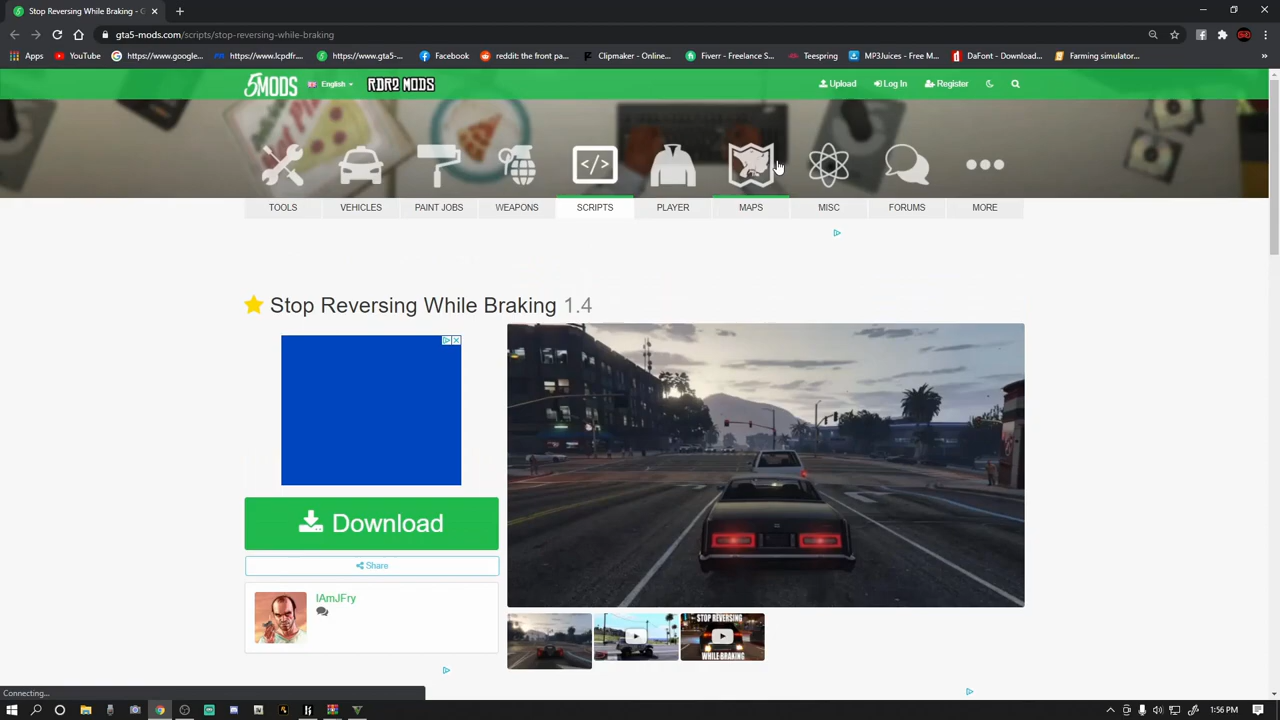 Stop Reversing While Braking - G
gta5-mods.com/scripts/stop-reversing-while-braking
Apps
YouTube
https://www.google...
https://www.lcpdfr...
https://www.gta5-...
Facebook
reddit: the front pa...
Clipmaker - Online...
Fiverr - Freelance S...
Teespring
MP3Juices - Free M...
DaFont - Download...
Farming simulator...
5MODS
English
RDR2 MODS
Upload
Log In
Register
TOOLS
VEHICLES
PAINT JOBS
WEAPONS
SCRIPTS
PLAYER
MAPS
MISC
FORUMS
MORE
Stop Reversing While Braking 1.4
Download
Share
IAmJFry
STOP REVERSING
WHILE BRAKING
Connecting...
1:56 PM